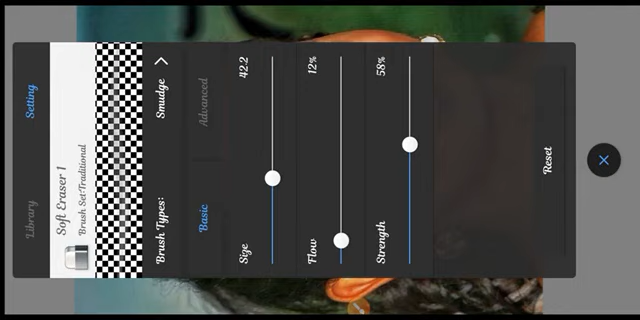 Library
Setting
Soft Eraser 1
Brush Set:Traditional
Brush Types:
Smudge
Basic
Advanced
Size
42.2
Flow
12%
Strength
58%
Reset